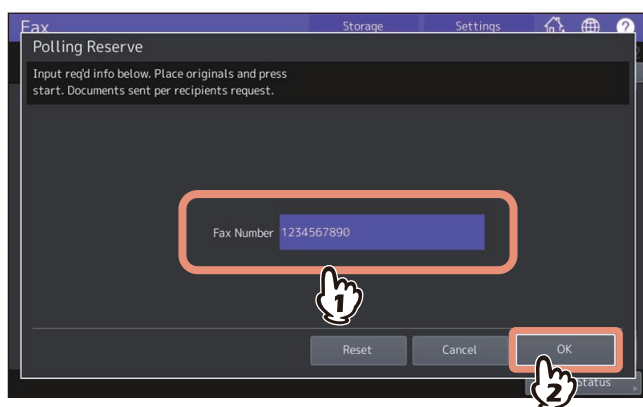 Fax
Storage
Settings
?
Polling Reserve
Input req'd info below. Place originals and press
start. Documents sent per recipients request.
Fax Number 1234567890
1
Reset
Cancel
OK
2
Status